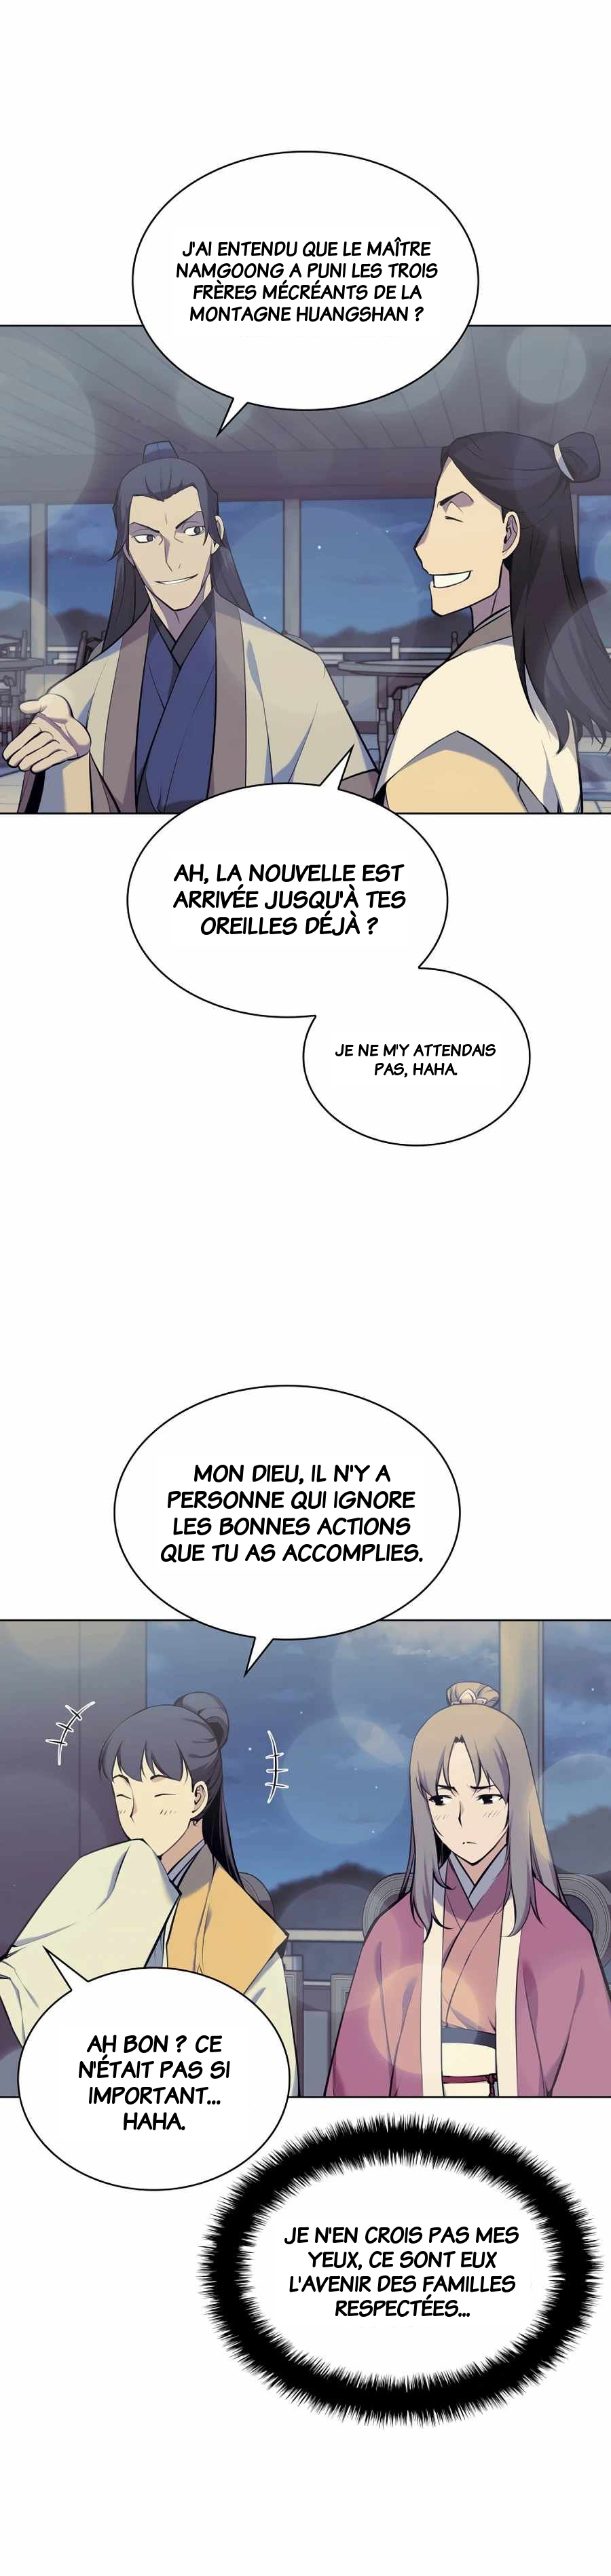 J'AI ENTENDU QUE LE MAÎTRE
NAMGOONG A PUNI LES TROIS
FRÈRES MÉCRÉANTS DE LA
MONTAGNE HUANGSHAN ?
AH, LA NOUVELLE EST
ARRIVÉE JUSQU'À TES
OREILLES DÉJÀ ?
JE NE M'Y ATTENDAIS
PAS, HAHA.
MON DIEU, IL N'Y A
PERSONNE QUI IGNORE
LES BONNES ACTIONS
QUE TU AS ACCOMPLIES.
AH BON ? CE
N'ÉTAIT PAS SI
IMPORTANT...
HAHA.
JE N'EN CROIS PAS MES
YEUX, CE SONT EUX
L'AVENIR DES FAMILLES
RESPECTÉES...